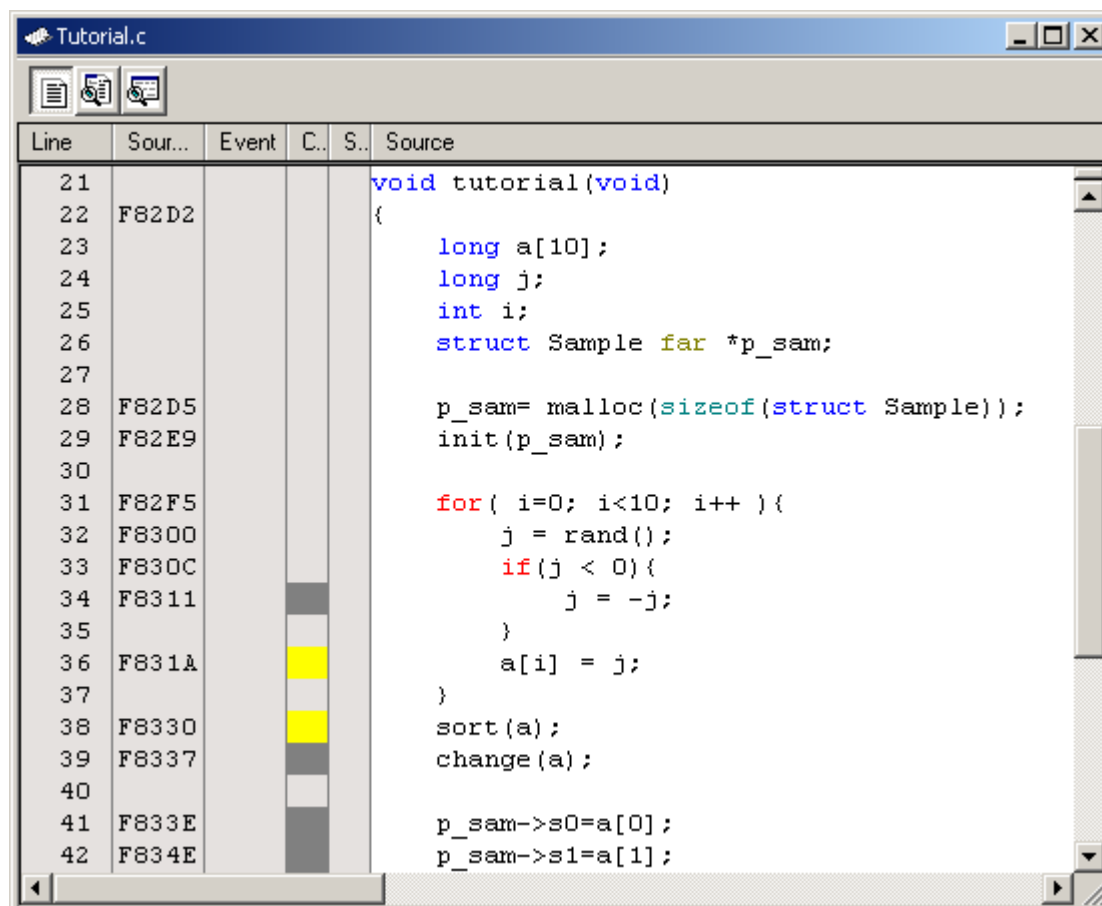 Tutorial.c
Line Sour... Event C.. S.. Source
21 void tutorial(void)
22 F82D2 {
23 long a[10];
24 long j;
25 int i;
26 struct Sample far *p_sam;
27
28 F82D5 p_sam= malloc(sizeof(struct Sample));
29 F82E9 init(p_sam);
30
31 F82F5 for( i=0; i<10; i++ ){
32 F8300 j = rand();
33 F830C if(j < 0){
34 F8311 j = -j;
35 }
36 F831A a[i] = j;
37 }
38 F8330 sort(a);
39 F8337 change(a);
40
41 F833E p_sam->s0=a[0];
42 F834E p_sam->s1=a[1];